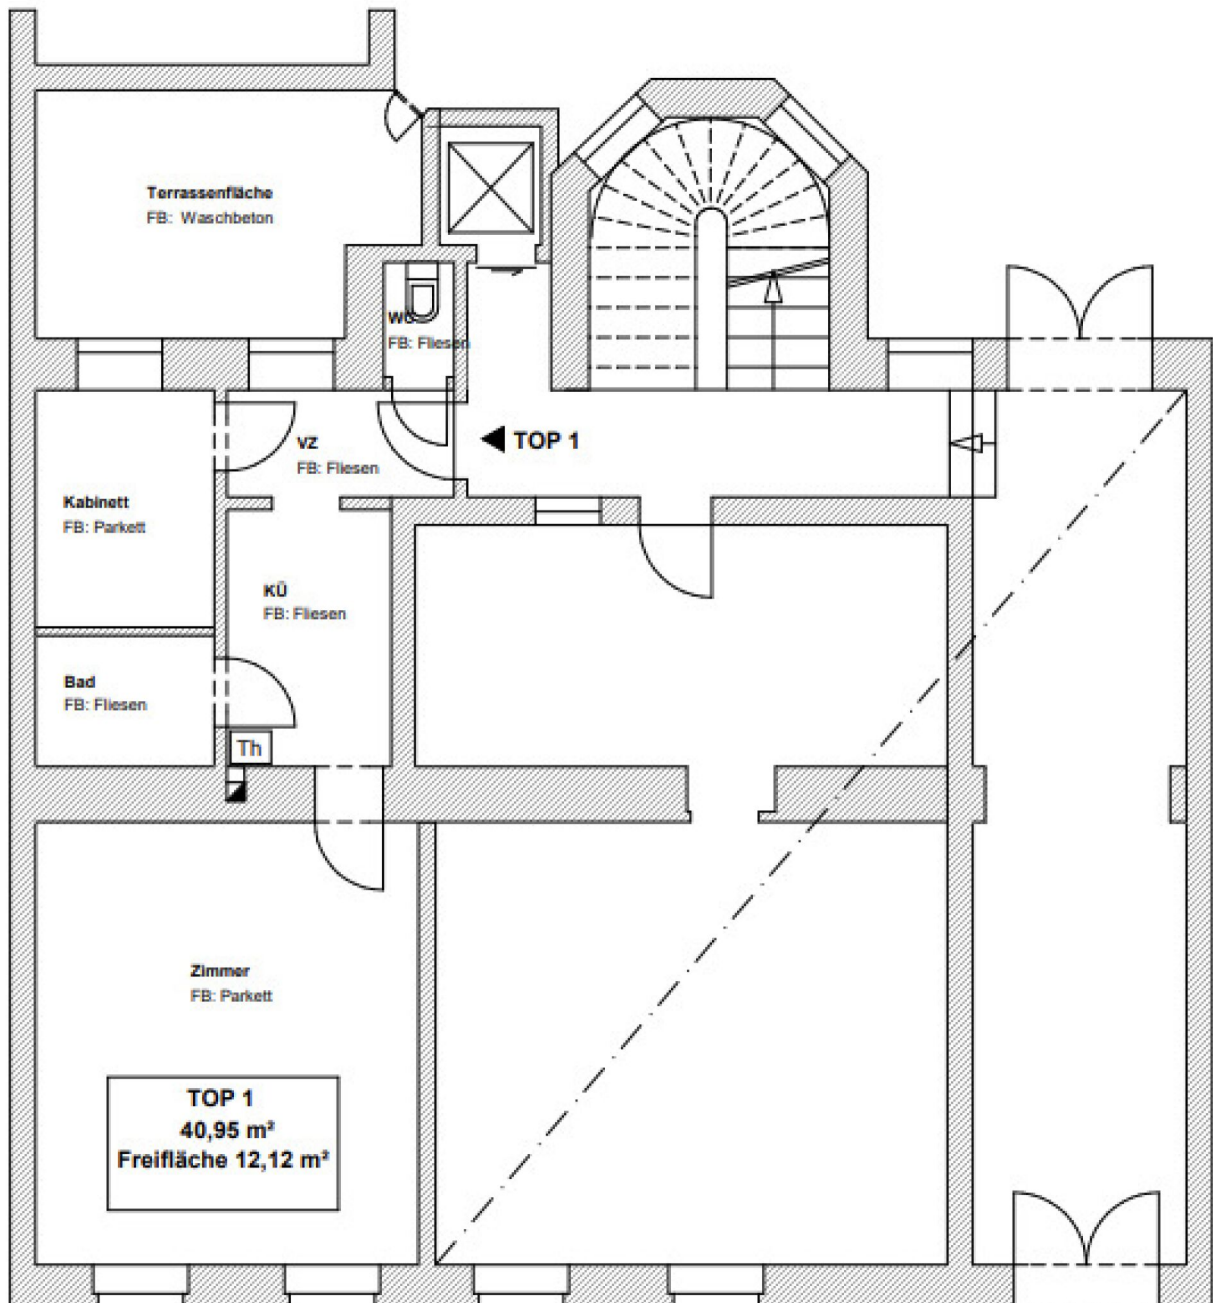 Terrassenfläche
FB: Waschbeton
WC
FB: Fliesen
VZ
FB: Fliesen
TOP 1
Kabinett
FB: Parkett
KÜ
FB: Fliesen
Bad
FB: Fliesen
Th
Zimmer
FB: Parkett
TOP 1
40,95 m²
Freifläche 12,12 m²